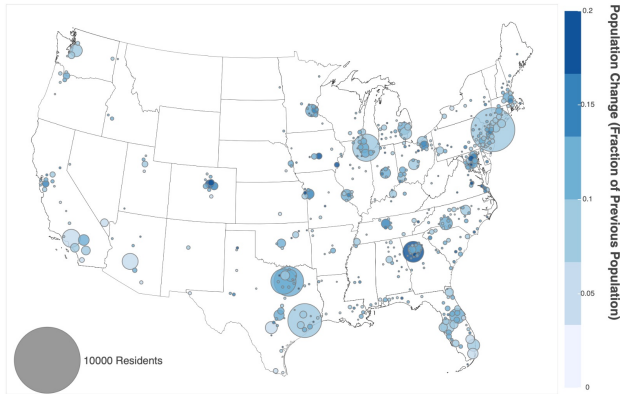 0.2
0.15
0.1
0.05
0
Population Change (Fraction of Previous Population)
10000 Residents